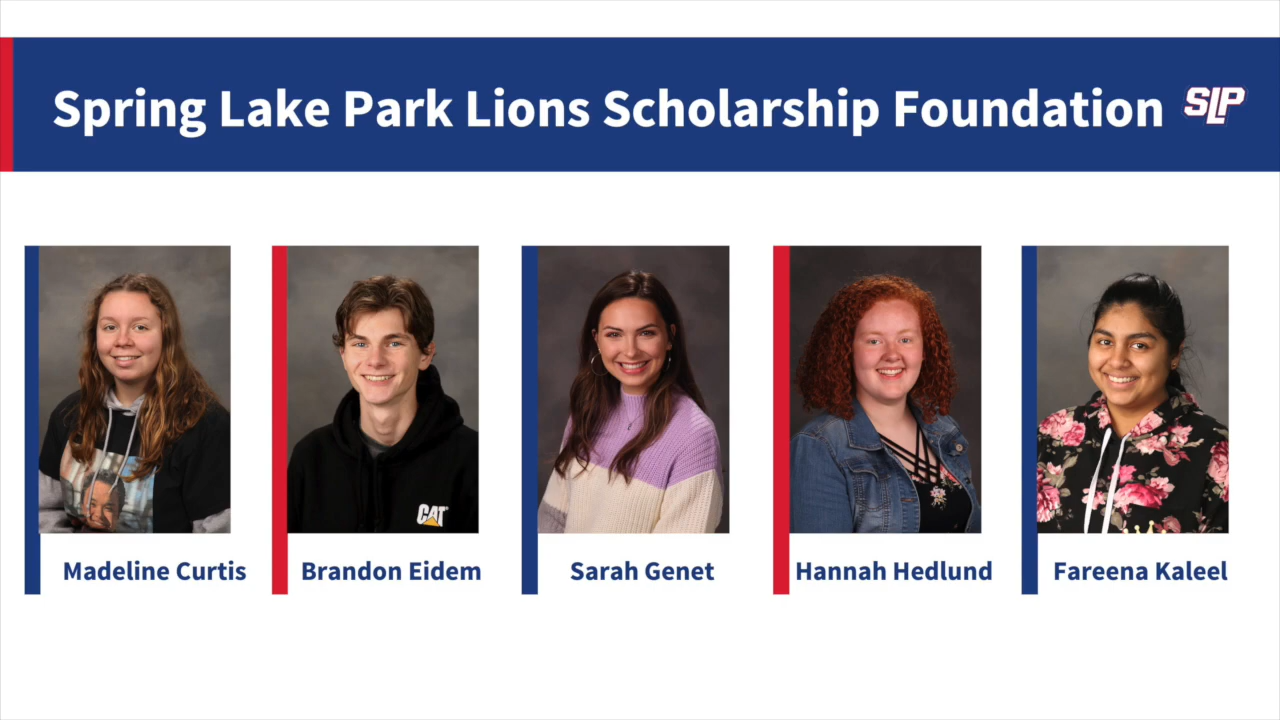 Spring Lake Park Lions Scholarship Foundation SLP
CAT
Madeline Curtis
Brandon Eidem
Sarah Genet
Hannah Hedlund
Fareena Kaleel